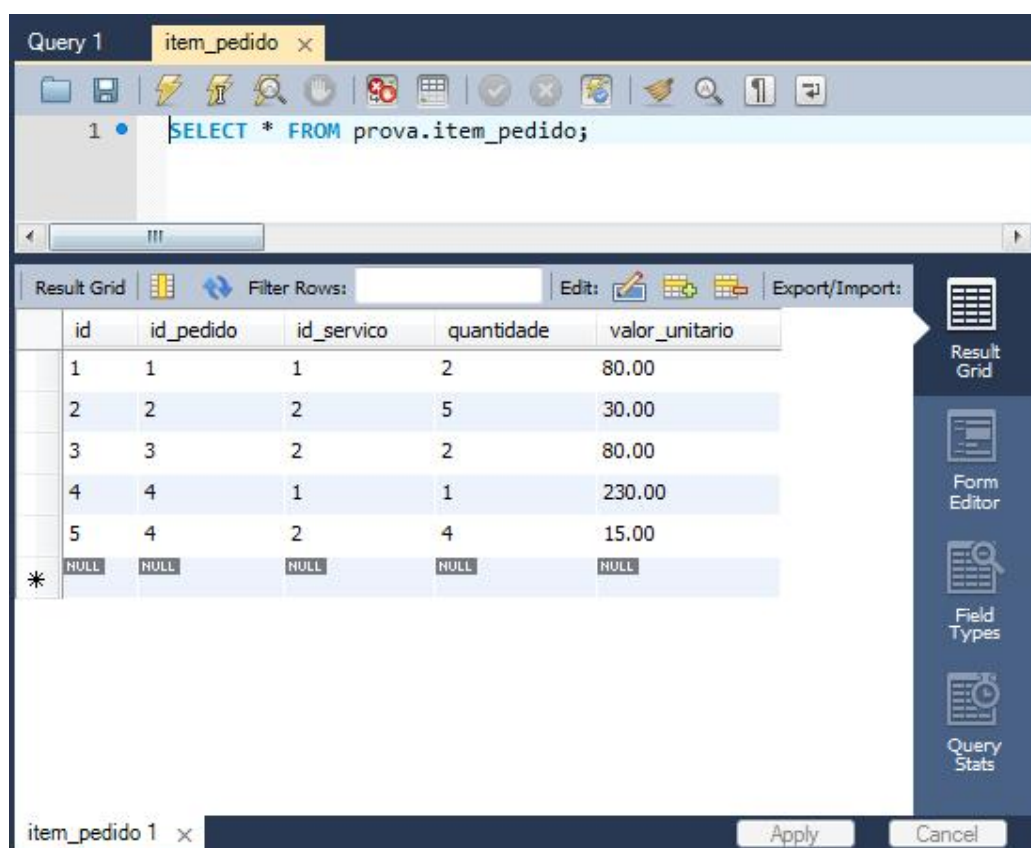 Query 1 item_pedido ×
1 SELECT * FROM prova.item_pedido;
Result Grid Filter Rows: Edit: Export/Import:
id id_pedido id_servico quantidade valor_unitario
1 1 1 2 80.00
2 2 2 5 30.00
3 3 2 2 80.00
4 4 1 1 230.00
5 4 2 4 15.00
* NULL NULL NULL NULL NULL
Result
Grid
Form
Editor
Field
Types
Query
Stats
item_pedido 1 × Apply Cancel